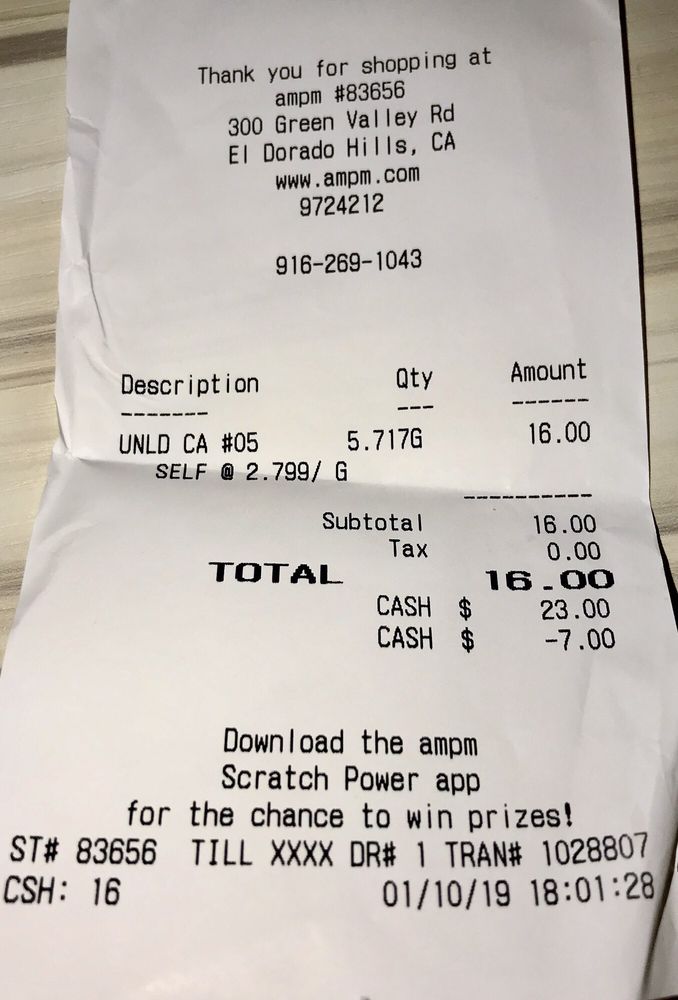 Thank you for shopping at
ampm #83656
300 Green Valley Rd
El Dorado Hills, CA
www.ampm.com
9724212
916-269-1043
Description Qty Amount
------- --- ------
UNLD CA #05 5.717G 16.00
SELF @ 2.799/ G
----------
Subtotal 16.00
Tax 0.00
TOTAL 16.00
CASH $ 23.00
CASH $ -7.00
Download the ampm
Scratch Power app
for the chance to win prizes!
ST# 83656 TILL XXXX DR# 1 TRAN# 1028807
CSH: 16 01/10/19 18:01:28